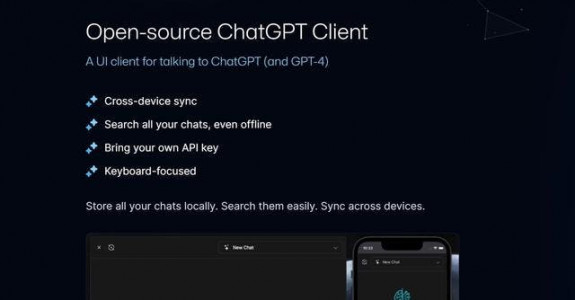 Open-source ChatGPT Client
A UI client for talking to ChatGPT (and GPT-4)
Cross-device sync
Search all your chats, even offline
Bring your own API key
Keyboard-focused
Store all your chats locally. Search them easily. Sync across devices.
New Chat
New Chat